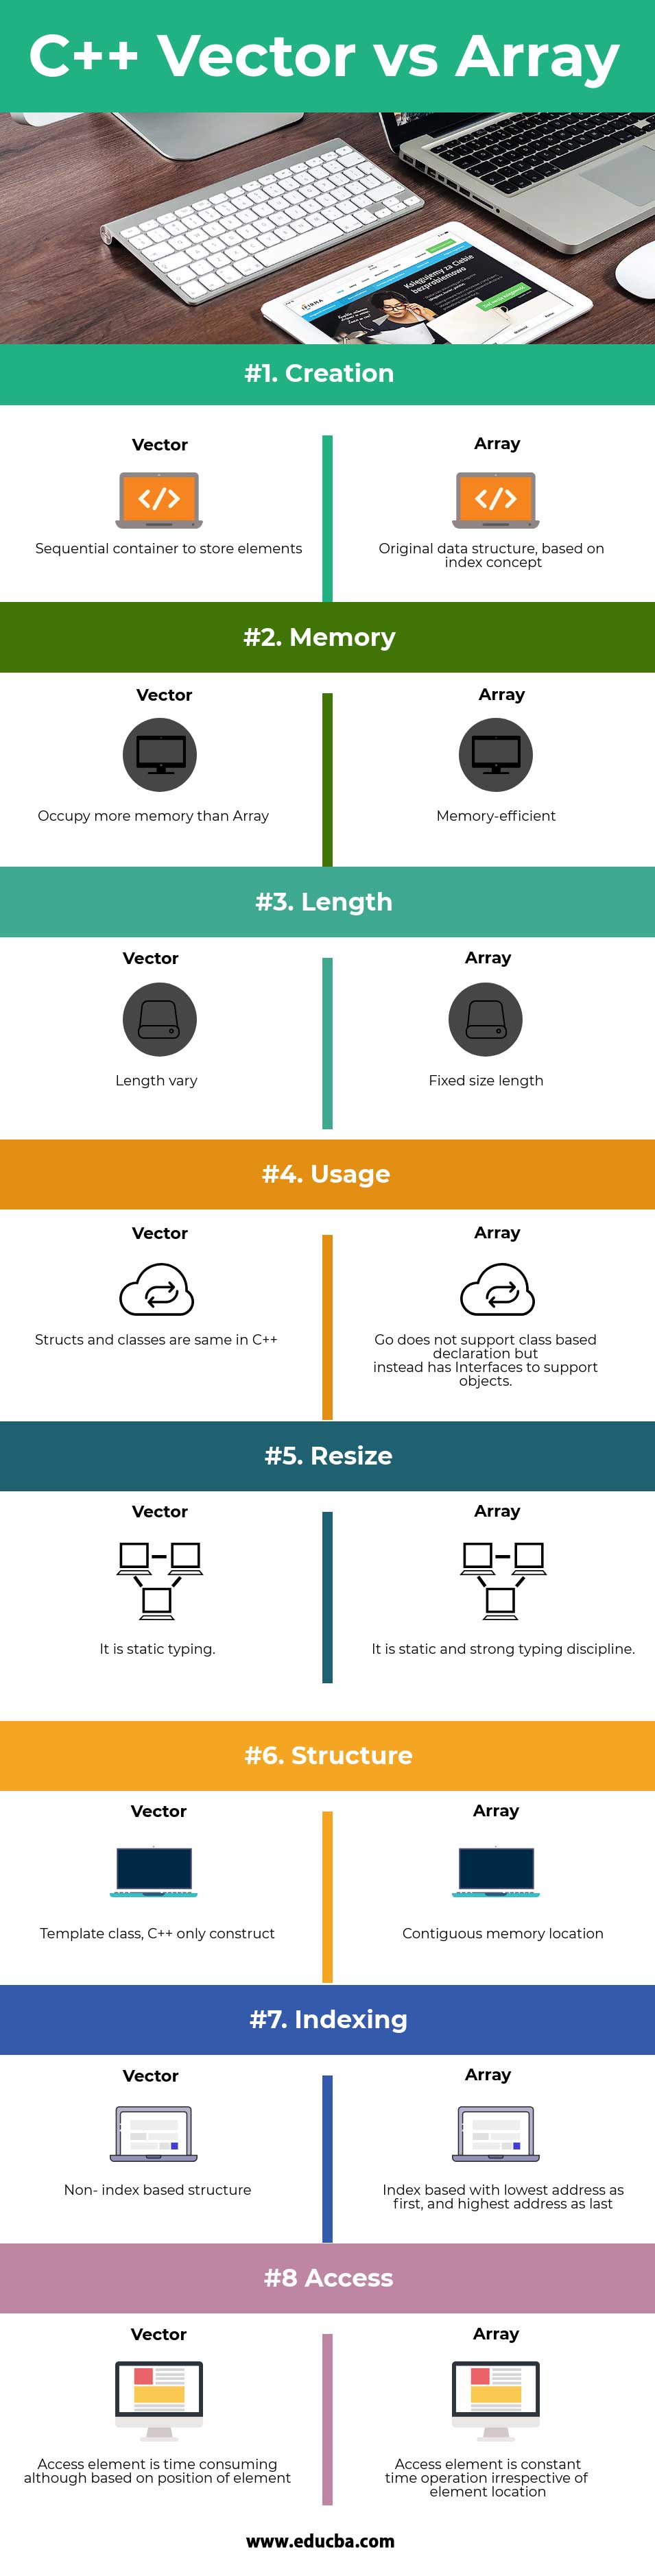 C++ Vector vs Array
FIRMA
Księgujemy za Ciebie
bezproblemowo
#1. Creation
Vector
Array
</>
</>
Sequential container to store elements
Original data structure, based on
index concept
#2. Memory
Vector
Array
Occupy more memory than Array
Memory-efficient
#3. Length
Vector
Array
Length vary
Fixed size length
#4. Usage
Vector
Array
Structs and classes are same in C++
Go does not support class based
declaration but
instead has Interfaces to support
objects.
#5. Resize
Vector
Array
It is static typing.
It is static and strong typing discipline.
#6. Structure
Vector
Array
Template class, C++ only construct
Contiguous memory location
#7. Indexing
Vector
Array
Non- index based structure
Index based with lowest address as
first, and highest address as last
#8 Access
Vector
Array
Access element is time consuming
although based on position of element
Access element is constant
time operation irrespective of
element location
www.educba.com